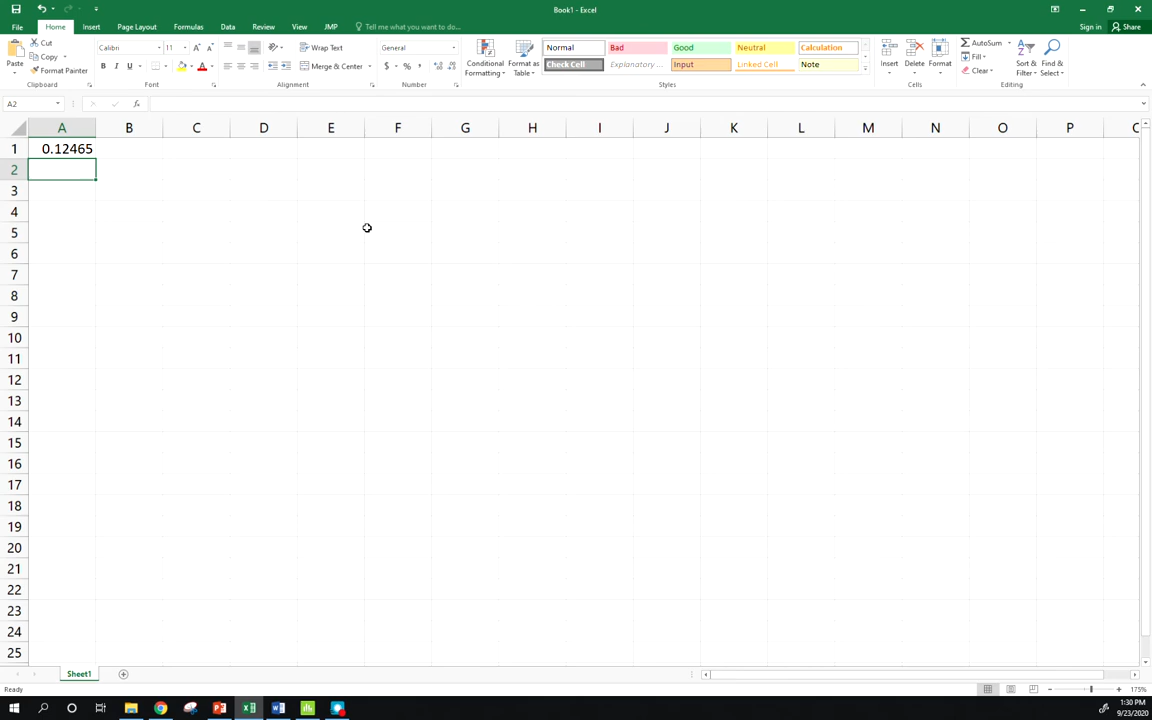 Book1 - Excel
File Home Insert Page Layout Formulas Data Review View JMP Tell me what you want to do... Sign in Share
Paste Cut Copy Format Painter Clipboard
Calibri 11 B I U Font
Wrap Text Merge & Center Alignment
General $ % , Number
Conditional Formatting Format as Table
Normal Bad Good Neutral Calculation
Check Cell Explanatory ... Input Linked Cell Note
Styles
Insert Delete Format Cells
AutoSum Fill Clear Sort & Filter Find & Select Editing
A2 fx
A B C D E F G H I J K L M N O P
1 0.12465
2
3
4
5
6
7
8
9
10
11
12
13
14
15
16
17
18
19
20
21
22
23
24
25
Sheet1
Ready 175%
1:30 PM
9/23/2020